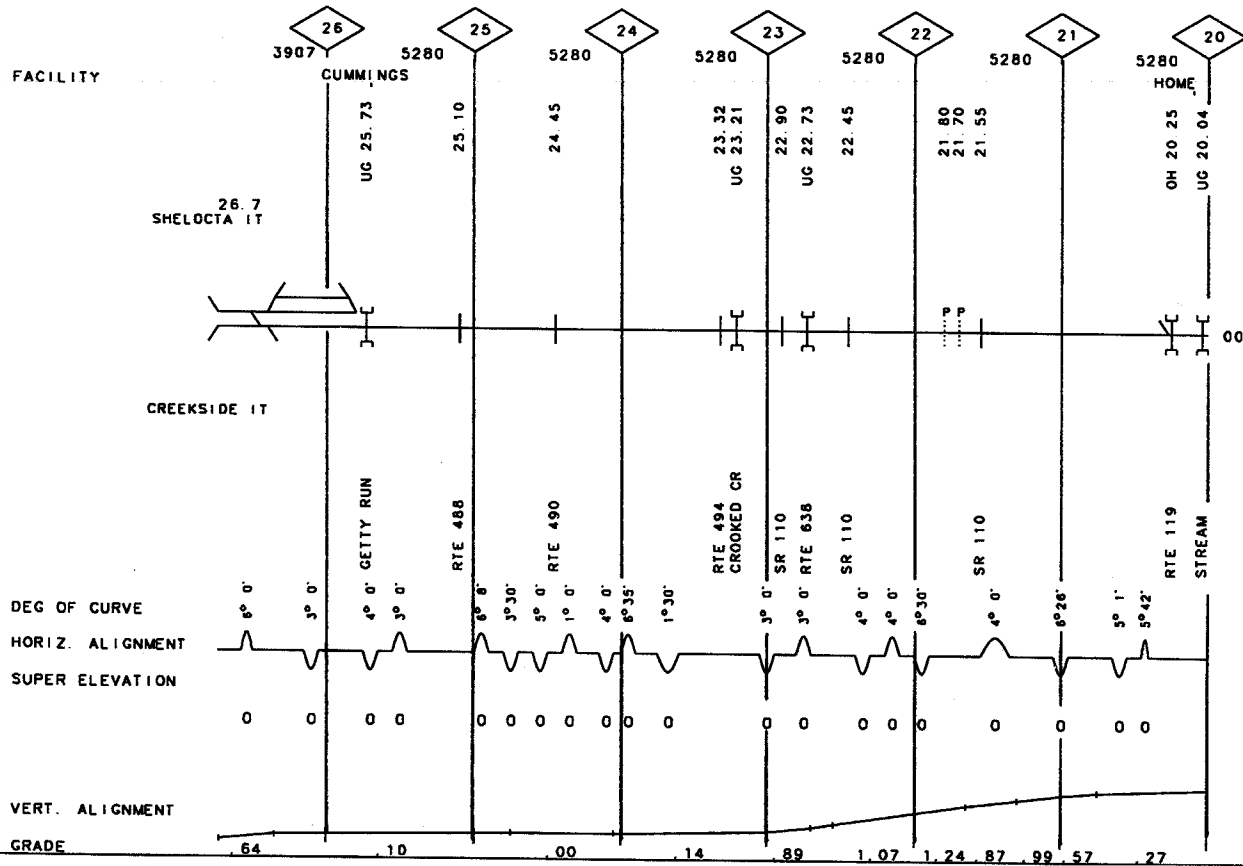 26 25 24 23 22 21 20
3907 5280 5280 5280 5280 5280 5280
FACILITY CUMMINGS HOME
UG 25.73
25.10
24.45
23.32
UG 23.21
22.90
UG 22.73
22.45
21.80
21.70
21.55
OH 20.25
UG 20.04
26.7
SHELOCTA IT
P P
00
CREEKSIDE IT
GETTY RUN
RTE 488
RTE 490
RTE 494
CROOKED CR
SR 110
RTE 638
SR 110
SR 110
RTE 119
STREAM
DEG OF CURVE 6° 0' 3° 0' 4° 0' 3° 0' 6° 8' 3°30' 5° 0' 1° 0' 4° 0' 6°35' 1°30' 3° 0' 3° 0' 4° 0' 4° 0' 6°30' 4° 0' 6°26' 5° 1' 5°42'
HORIZ. ALIGNMENT
SUPER ELEVATION
0 0 0 0 0 0 0 0 0 0 0 0 0 0 0 0 0 0 0 0
VERT. ALIGNMENT
GRADE .64 .10 .00 .14 .89 1.07 1.24 .87 .99 .57 .27